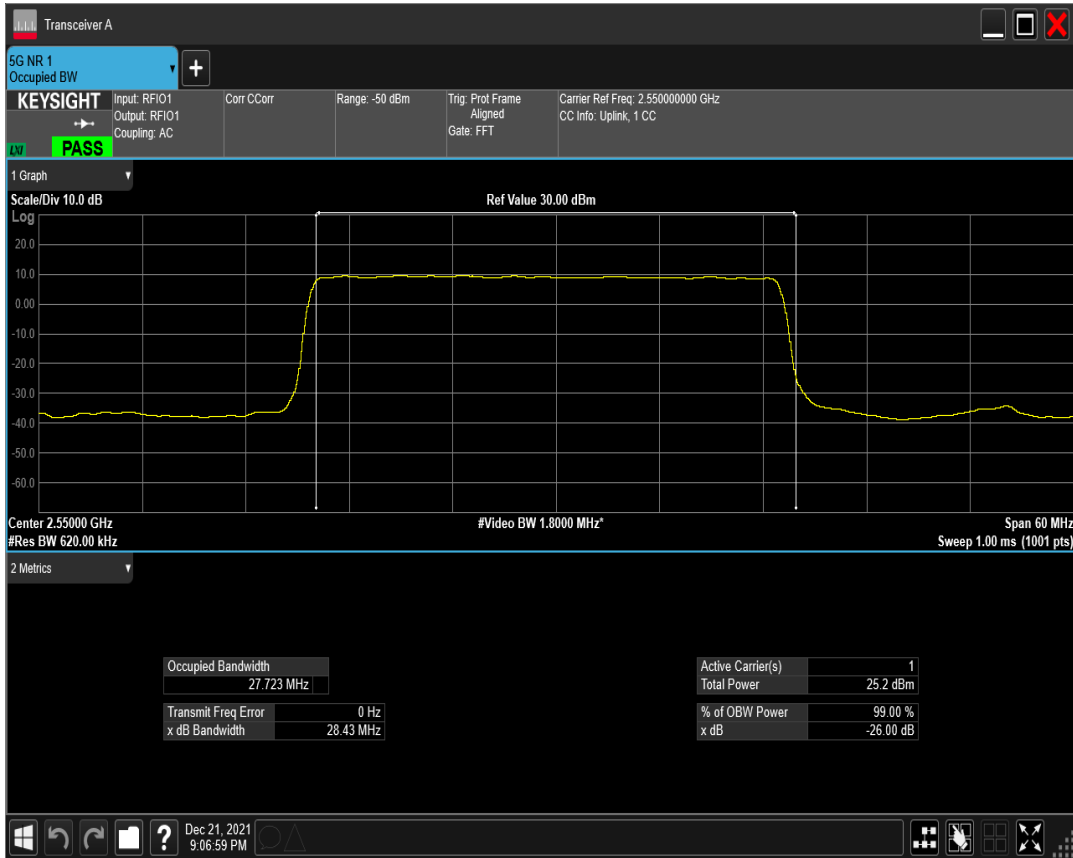 Transceiver A
5G NR 1
Occupied BW
+
KEYSIGHT
LXI
PASS
Input: RFIO1
Output: RFIO1
Coupling: AC
Corr CCorr
Range: -50 dBm
Trig: Prot Frame
Aligned
Gate: FFT
Carrier Ref Freq: 2.550000000 GHz
CC Info: Uplink, 1 CC
1 Graph
Scale/Div 10.0 dB
Ref Value 30.00 dBm
Log
20.0
10.0
0.00
-10.0
-20.0
-30.0
-40.0
-50.0
-60.0
Center 2.55000 GHz
#Video BW 1.8000 MHz*
Span 60 MHz
#Res BW 620.00 kHz
Sweep 1.00 ms (1001 pts)
2 Metrics
Occupied Bandwidth
27.723 MHz
Transmit Freq Error 0 Hz
x dB Bandwidth 28.43 MHz
Active Carrier(s) 1
Total Power 25.2 dBm
% of OBW Power 99.00 %
x dB -26.00 dB
?
Dec 21, 2021
9:06:59 PM